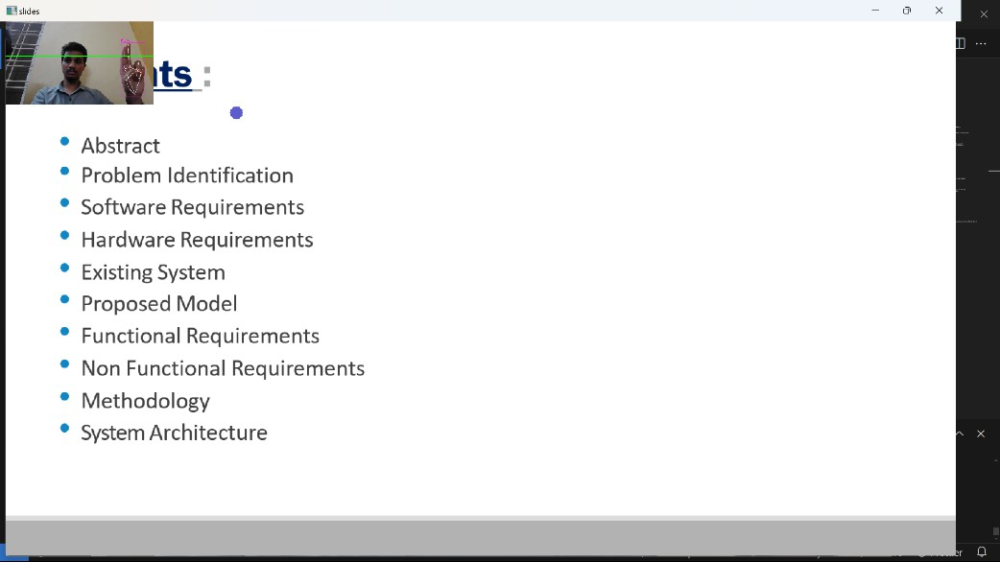 slides
nts :
Abstract
Problem Identification
Software Requirements
Hardware Requirements
Existing System
Proposed Model
Functional Requirements
Non Functional Requirements
Methodology
System Architecture